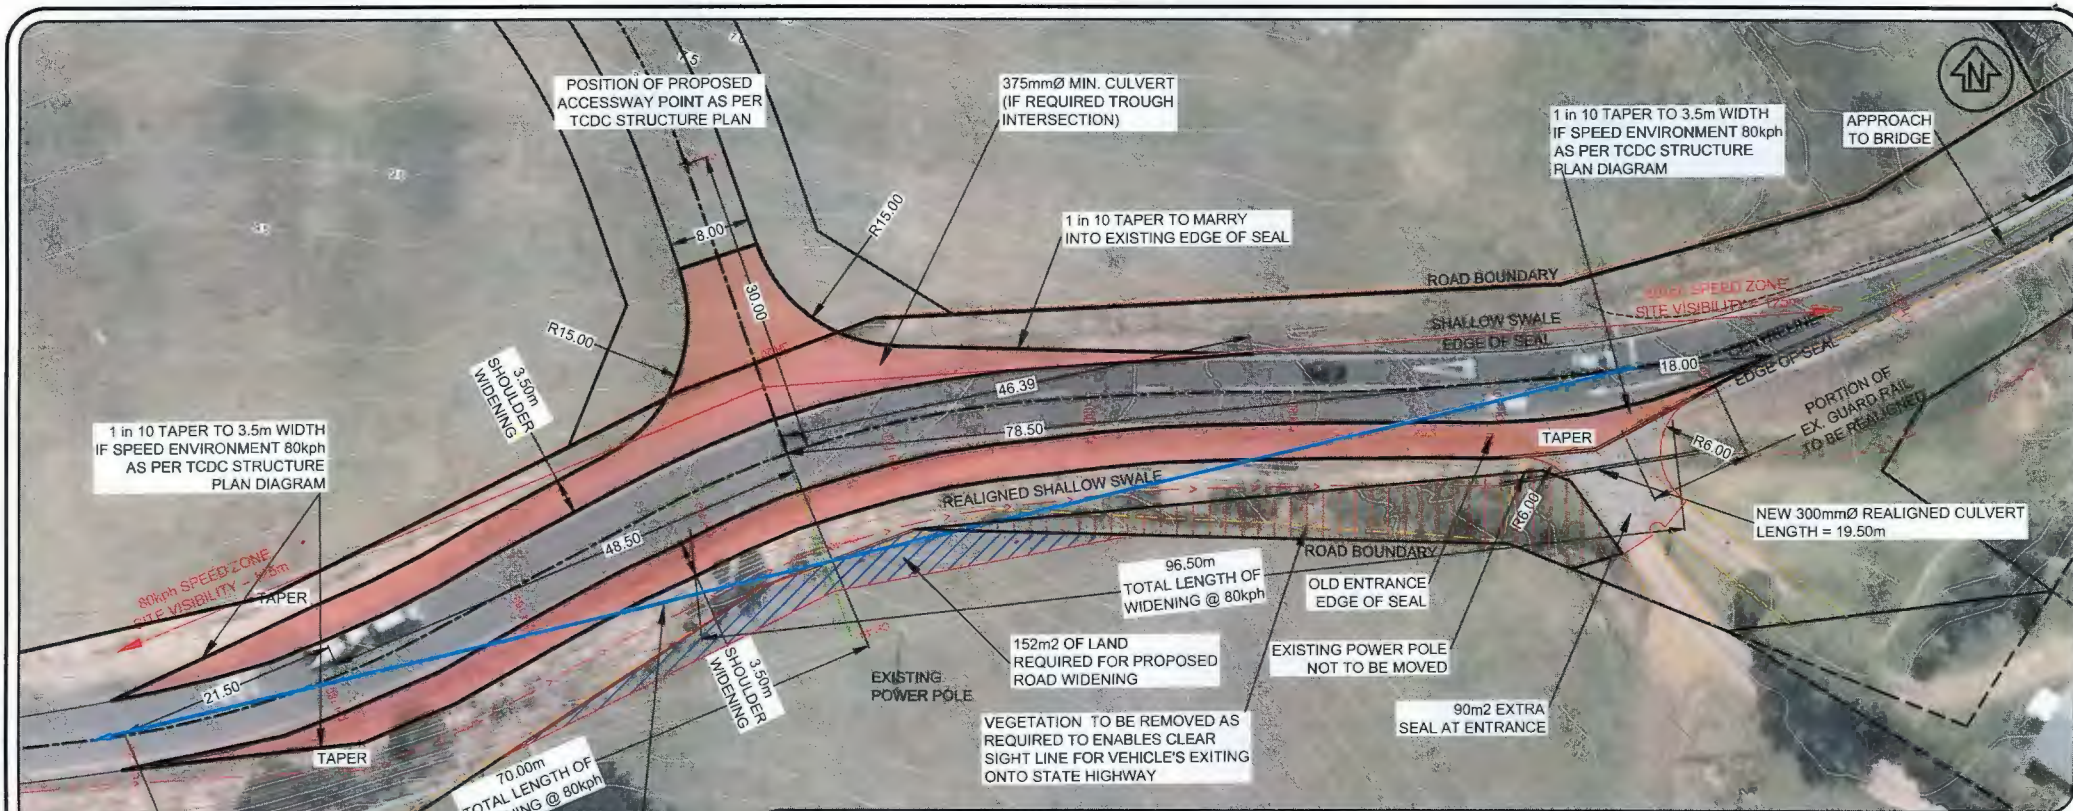 POSITION OF PROPOSED
ACCESSWAY POINT AS PER
TCDC STRUCTURE PLAN
375mmØ MIN. CULVERT
(IF REQUIRED TROUGH
INTERSECTION)
1 in 10 TAPER TO 3.5m WIDTH
IF SPEED ENVIRONMENT 80kph
AS PER TCDC STRUCTURE
PLAN DIAGRAM
APPROACH
TO BRIDGE
N
8.00
R15.00
1 in 10 TAPER TO MARRY
INTO EXISTING EDGE OF SEAL
30.00
R15.00
ROAD BOUNDARY
SPEED ZONE
SITE VISIBILITY
SHALLOW SWALE
EDGE OF SEAL
CENTRELINE
EDGE OF SEAL
18.00
46.39
78.50
3.50m
SHOULDER
WIDENING
PORTION OF
EX. GUARD RAIL
TO BE REALIGNED
R6.00
TAPER
1 in 10 TAPER TO 3.5m WIDTH
IF SPEED ENVIRONMENT 80kph
AS PER TCDC STRUCTURE
PLAN DIAGRAM
REALIGNED SHALLOW SWALE
R6.00
NEW 300mmØ REALIGNED CULVERT
LENGTH = 19.50m
48.50
ROAD BOUNDARY
96.50m
TOTAL LENGTH OF
WIDENING @ 80kph
OLD ENTRANCE
EDGE OF SEAL
80kph SPEED ZONE
SITE VISIBILITY
TAPER
152m2 OF LAND
REQUIRED FOR PROPOSED
ROAD WIDENING
EXISTING POWER POLE
NOT TO BE MOVED
3.50m
SHOULDER
WIDENING
EXISTING
POWER POLE
21.50
90m2 EXTRA
SEAL AT ENTRANCE
VEGETATION TO BE REMOVED AS
REQUIRED TO ENABLES CLEAR
SIGHT LINE FOR VEHICLE'S EXITING
ONTO STATE HIGHWAY
TAPER
70.00m
TOTAL LENGTH OF
@ 80kph